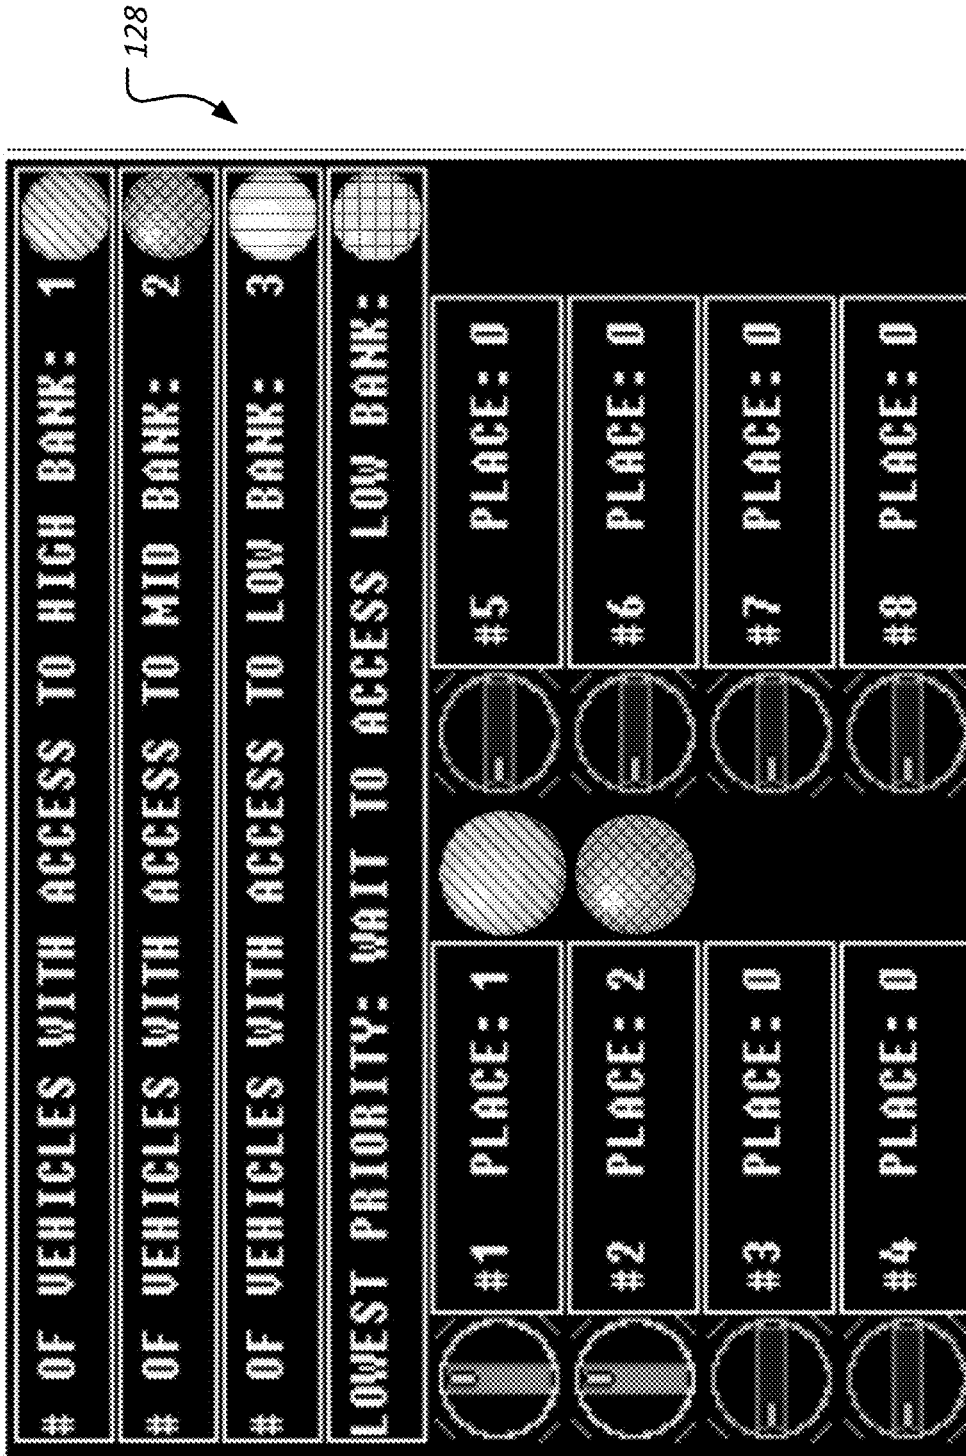 128
# OF VEHICLES WITH ACCESS TO HIGH BANK: 1
# OF VEHICLES WITH ACCESS TO MID BANK: 2
# OF VEHICLES WITH ACCESS TO LOW BANK: 3
LOWEST PRIORITY: WAIT TO ACCESS LOW BANK:
#1 PLACE: 1
#5 PLACE: 0
#2 PLACE: 2
#6 PLACE: 0
#3 PLACE: 0
#7 PLACE: 0
#4 PLACE: 0
#8 PLACE: 0